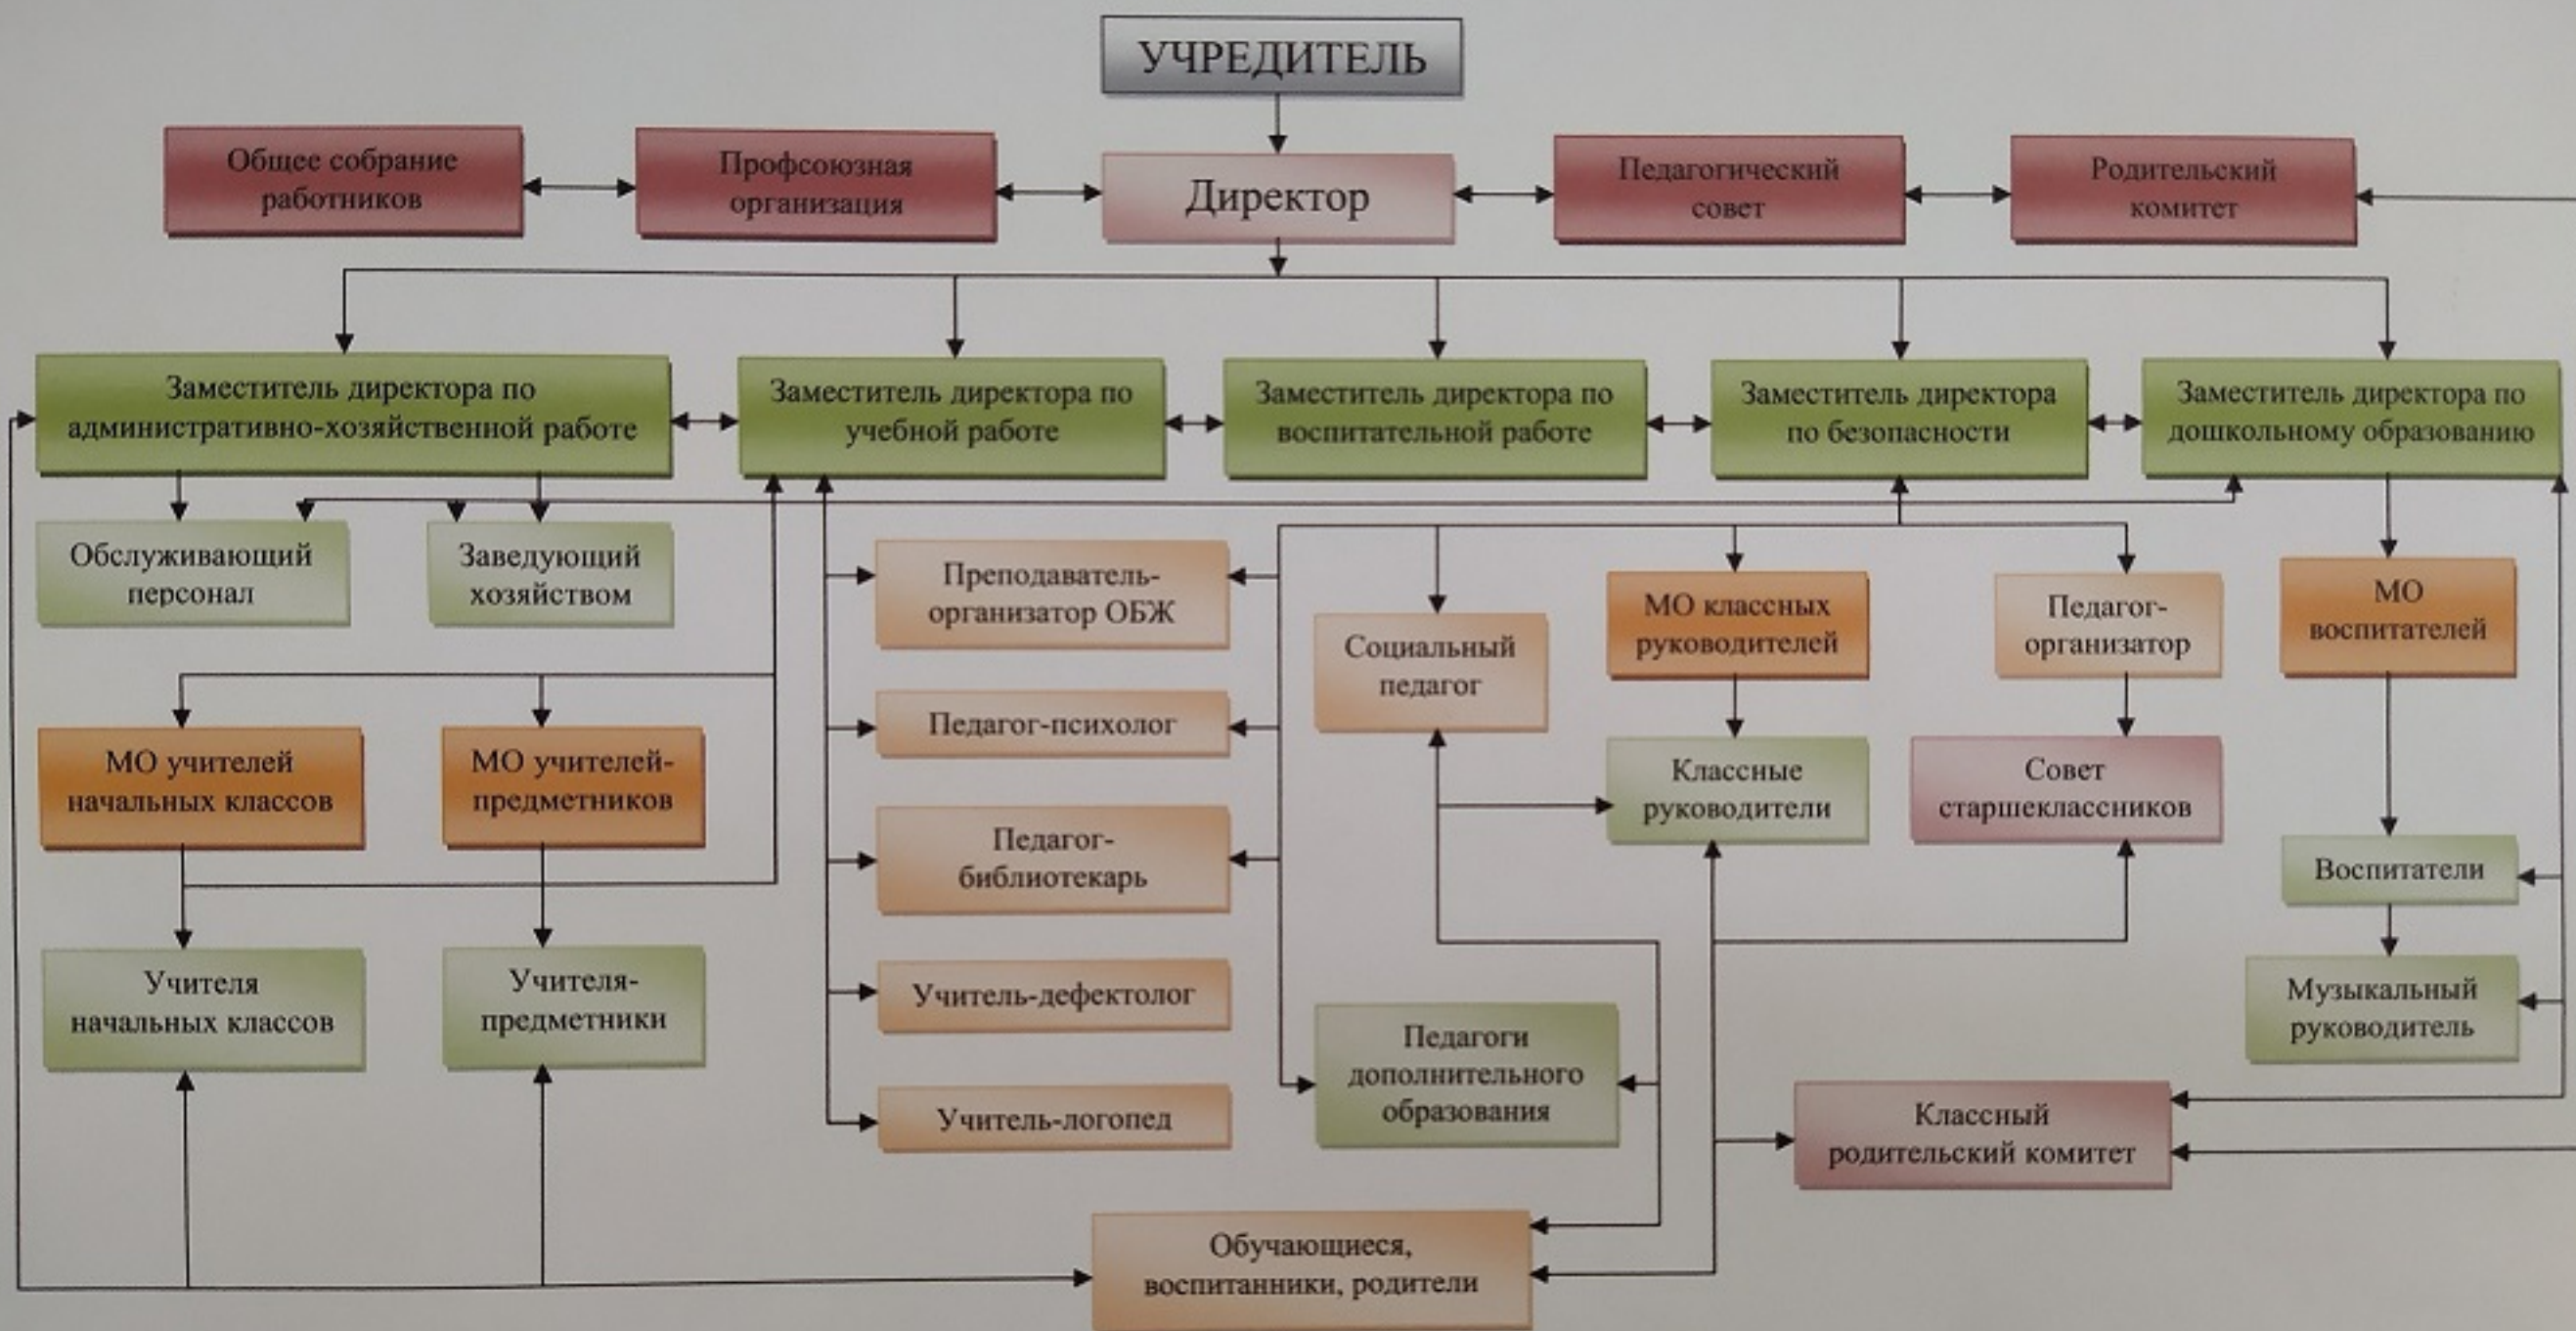 УЧРЕДИТЕЛЬ
Общее собрание
работников
Профсоюзная
организация
Директор
Педагогический
совет
Родительский
комитет
Заместитель директора по
административно-хозяйственной работе
Заместитель директора по
учебной работе
Заместитель директора по
воспитательной работе
Заместитель директора
по безопасности
Заместитель директора по
дошкольному образованию
Обслуживающий
персонал
Заведующий
хозяйством
Преподаватель-
организатор ОБЖ
Социальный
педагог
МО классных
руководителей
Педагог-
организатор
МО
воспитателей
Педагог-психолог
МО учителей
начальных классов
МО учителей-
предметников
Классные
руководители
Совет
старшеклассников
Педагог-
библиотекарь
Воспитатели
Учителя
начальных классов
Учителя-
предметники
Учитель-дефектолог
Музыкальный
руководитель
Педагоги
дополнительного
образования
Учитель-логопед
Классный
родительский комитет
Обучающиеся,
воспитанники, родители